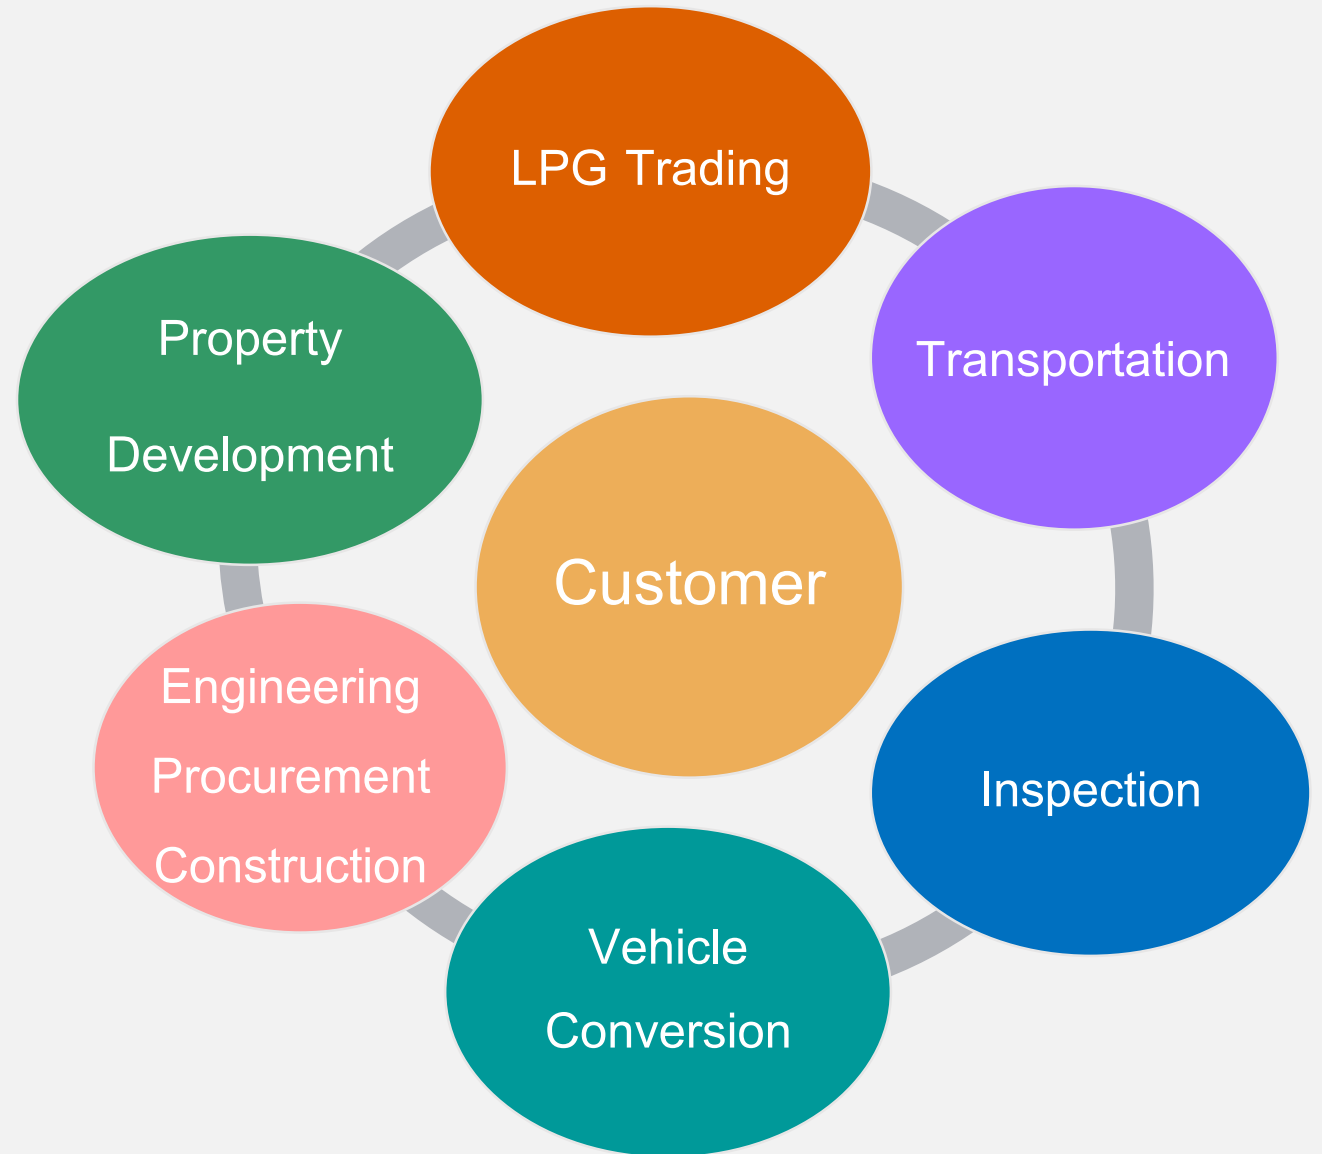 LPG Trading
Transportation
Property
Development
Customer
Engineering
Procurement
Construction
Inspection
Vehicle
Conversion